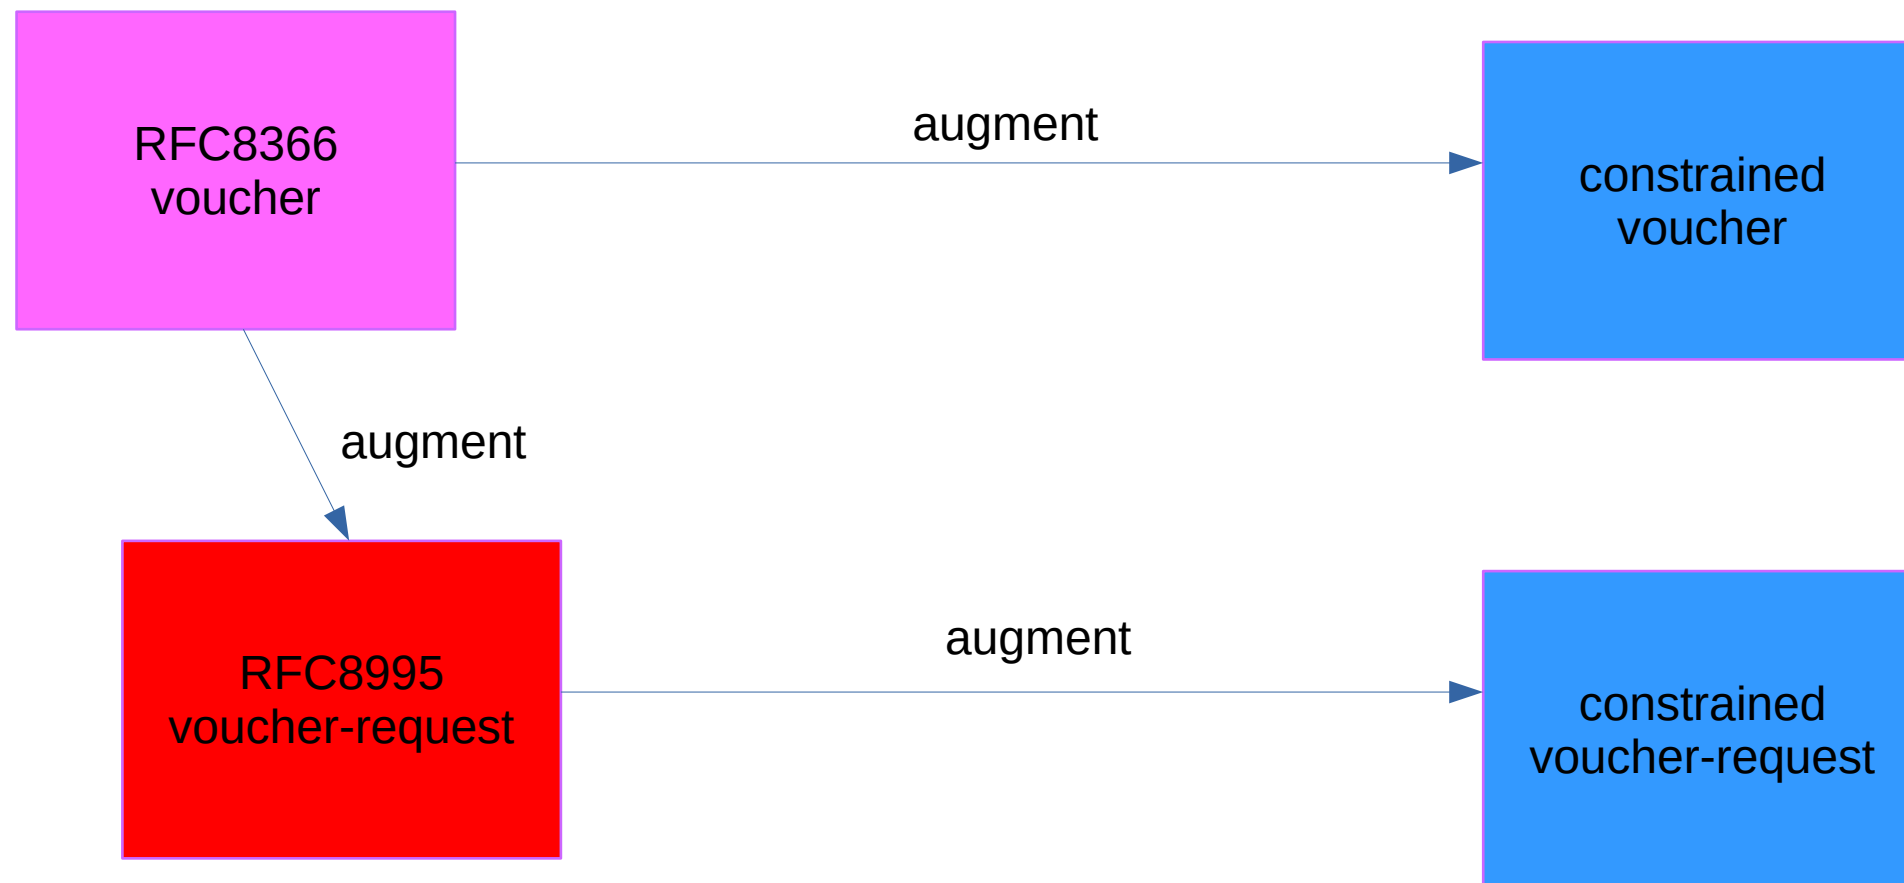 RFC8366
voucher
augment
constrained
voucher
augment
RFC8995
voucher-request
augment
constrained
voucher-request